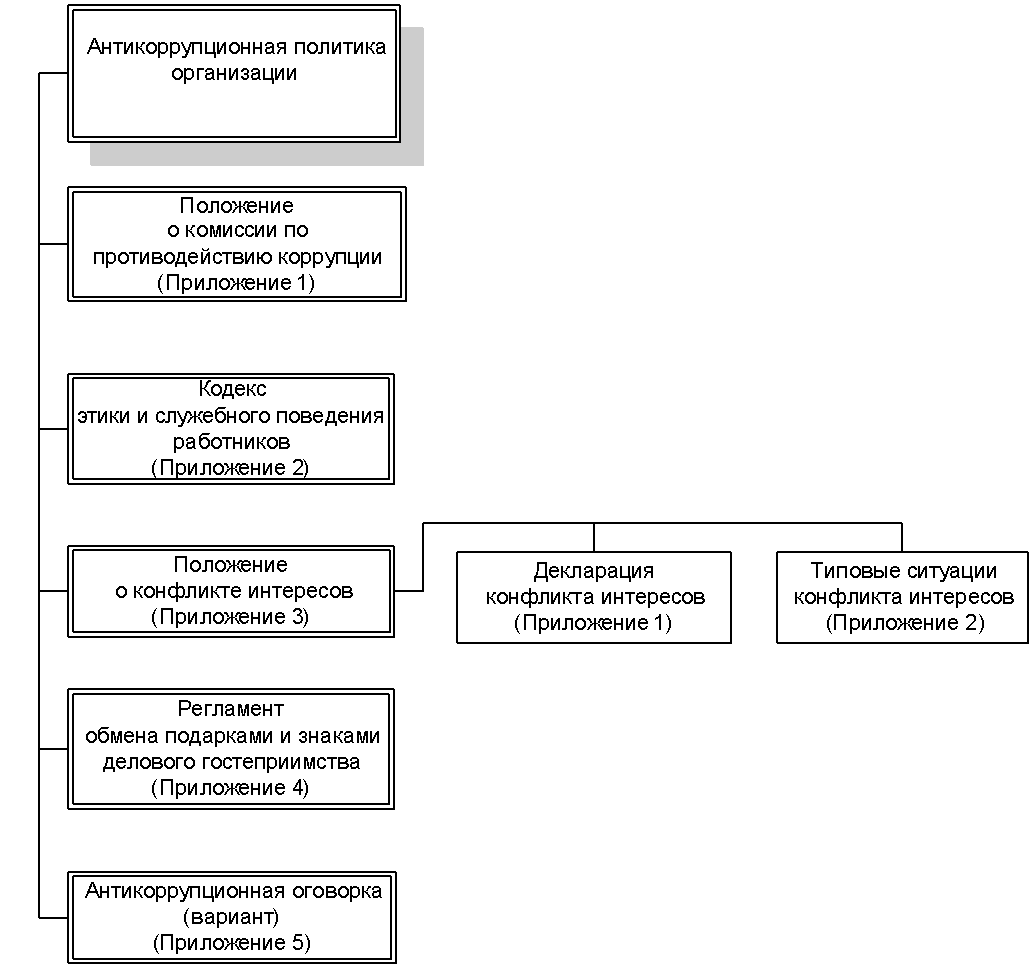 Антикоррупционная политика
организации
Положение
о комиссии по
противодействию коррупции
(Приложение 1)
Кодекс
этики и служебного поведения
работников
(Приложение 2)
Положение
о конфликте интересов
(Приложение 3)
Декларация
конфликта интересов
(Приложение 1)
Типовые ситуации
конфликта интересов
(Приложение 2)
Регламент
обмена подарками и знаками
делового гостеприимства
(Приложение 4)
Антикоррупционная оговорка
(вариант)
(Приложение 5)